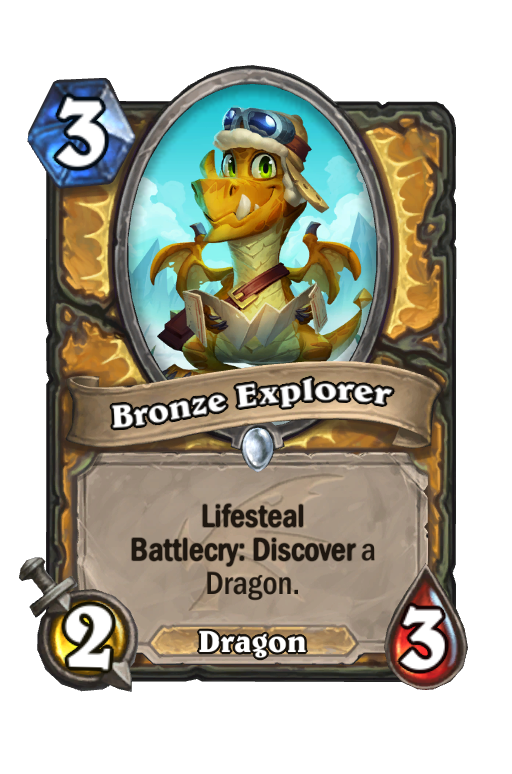 3
Bronze Explorer
Lifesteal
Battlecry: Discover a
Dragon.
2
Dragon
3